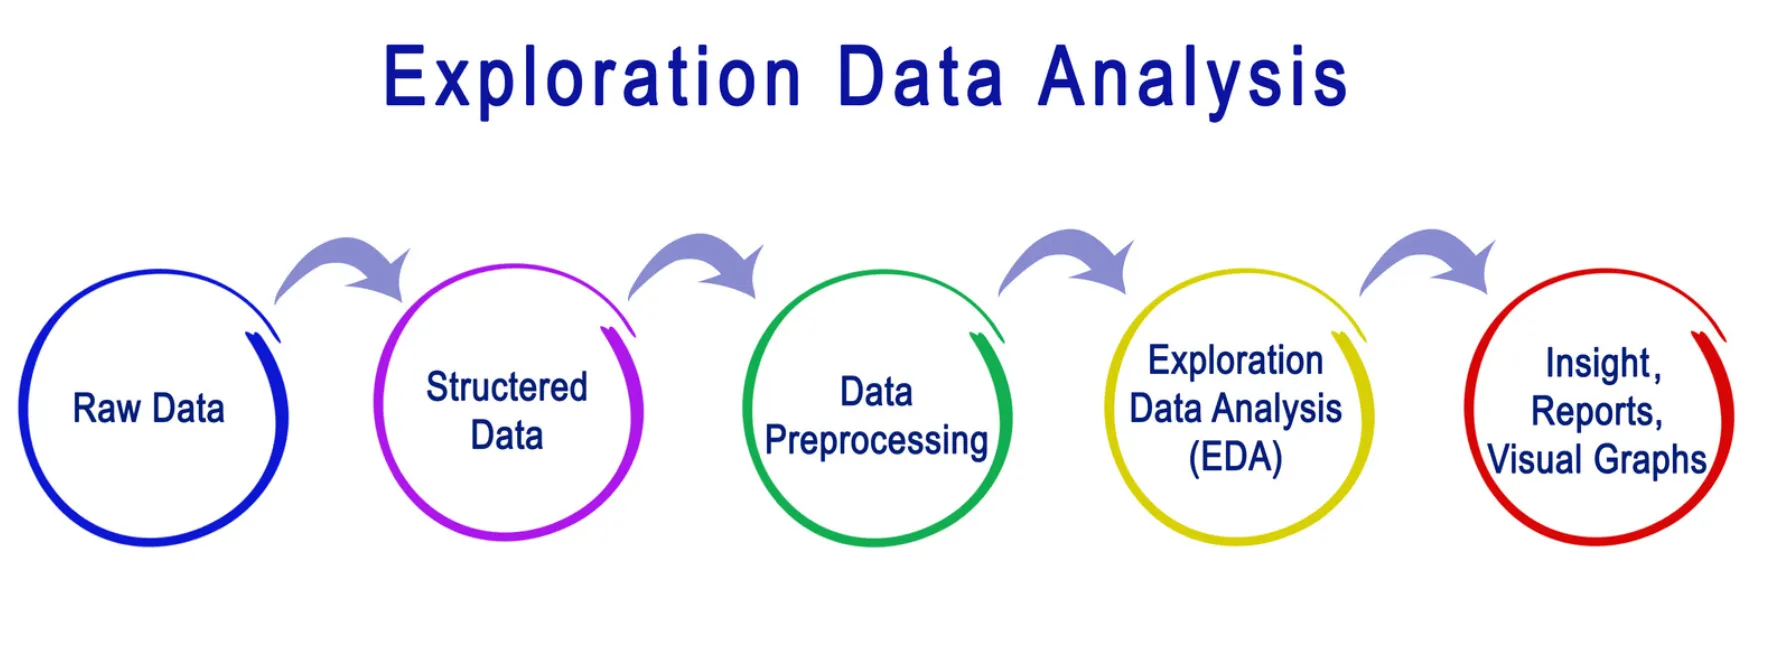 Exploration Data Analysis
Raw Data
Structered
Data
Data
Preprocessing
Exploration
Data Analysis
(EDA)
Insight,
Reports,
Visual Graphs